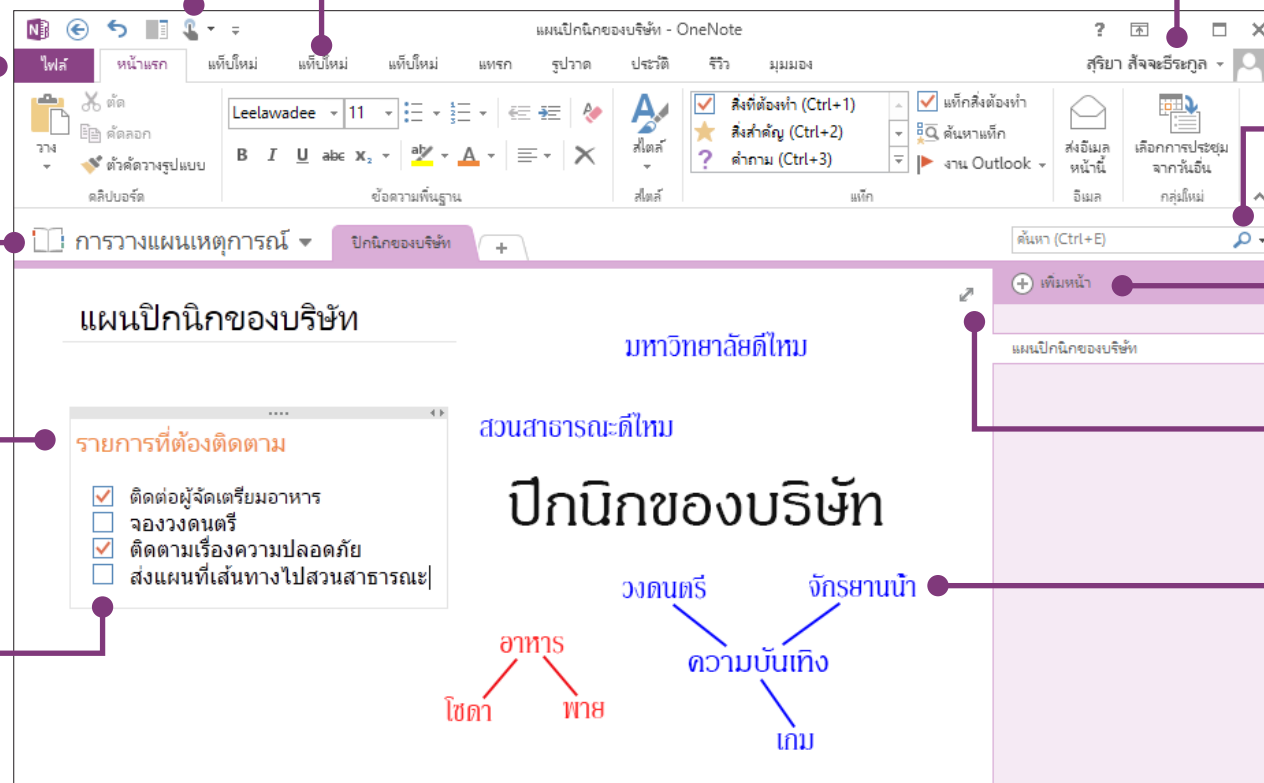 แผนปิกนิกของบริษัท - OneNote
ไฟล์ หน้าแรก แท็บใหม่ แท็บใหม่ แท็บใหม่ แทรก รูปวาด ประวัติ รีวิว มุมมอง สุริยา สัจจะธีระกูล
วาง
ตัด
คัดลอก
ตัวคัดวางรูปแบบ
คลิปบอร์ด
Leelawadee 11
B I U abc X₂ aby A
ข้อความพื้นฐาน
สไตล์
สไตล์
สิ่งที่ต้องทำ (Ctrl+1)
สิ่งสำคัญ (Ctrl+2)
คำถาม (Ctrl+3)
แท็กสิ่งต้องทำ
ค้นหาแท็ก
งาน Outlook
แท็ก
ส่งอีเมล
หน้านี้
อีเมล
เลือกการประชุม
จากวันอื่น
กลุ่มใหม่
การวางแผนเหตุการณ์ ปิกนิกของบริษัท +
ค้นหา (Ctrl+E)
เพิ่มหน้า
แผนปิกนิกของบริษัท
แผนปิกนิกของบริษัท
มหาวิทยาลัยดีไหม
สวนสาธารณะดีไหม
รายการที่ต้องติดตาม
ติดต่อผู้จัดเตรียมอาหาร
จองวงดนตรี
ติดตามเรื่องความปลอดภัย
ส่งแผนที่เส้นทางไปสวนสาธารณะ
ปิกนิกของบริษัท
วงดนตรี จักรยานน้ำ
ความบันเทิง
เกม
อาหาร
โซดา พาย